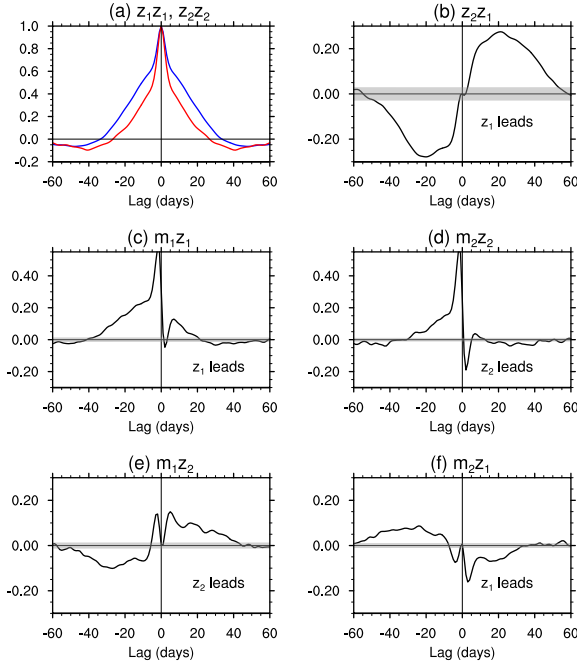 (a) z₁z₁, z₂z₂
1.0
0.8
0.6
0.4
0.2
0.0
-0.2
-60 -40 -20 0 20 40 60
Lag (days)
(b) z₂z₁
0.20
0.00
-0.20
z₁ leads
-60 -40 -20 0 20 40 60
Lag (days)
(c) m₁z₁
0.40
0.20
0.00
-0.20
z₁ leads
-60 -40 -20 0 20 40 60
Lag (days)
(d) m₂z₂
0.40
0.20
0.00
-0.20
z₂ leads
-60 -40 -20 0 20 40 60
Lag (days)
(e) m₁z₂
0.20
0.00
-0.20
z₂ leads
-60 -40 -20 0 20 40 60
Lag (days)
(f) m₂z₁
0.20
0.00
-0.20
z₁ leads
-60 -40 -20 0 20 40 60
Lag (days)